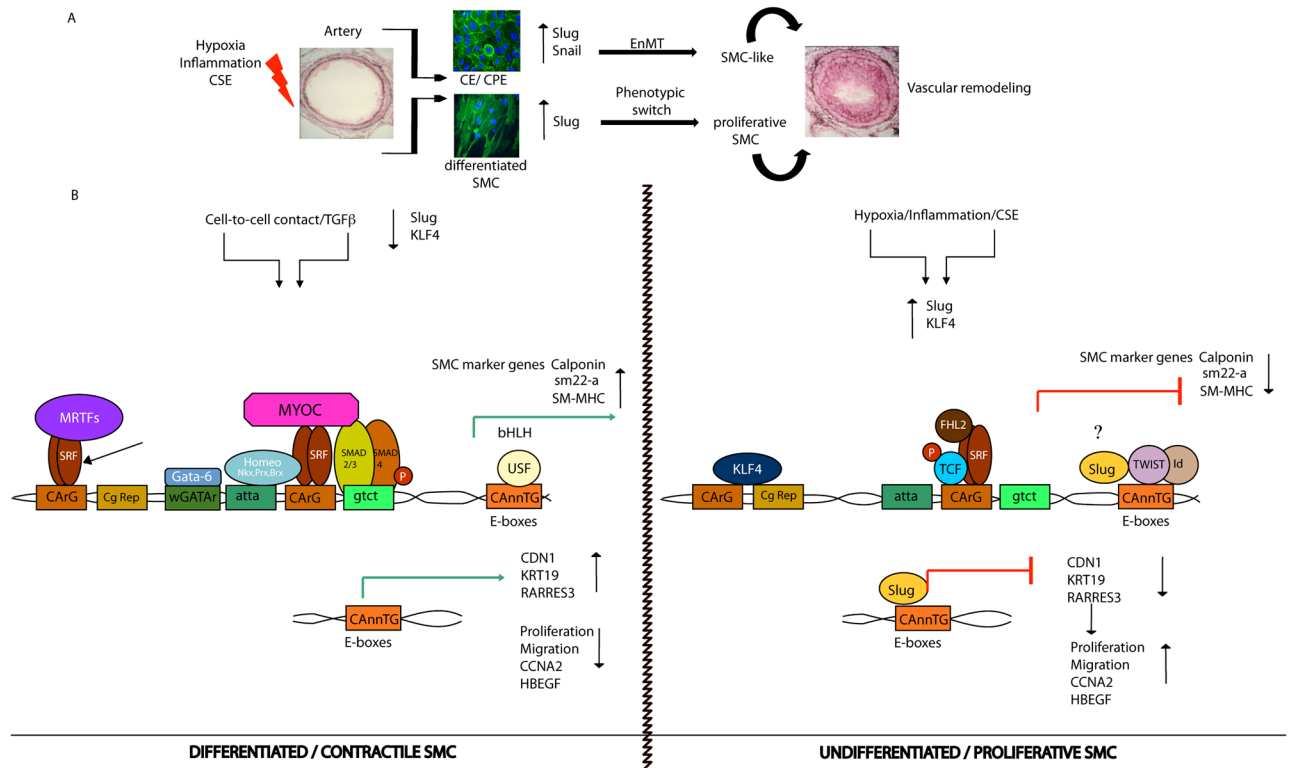 A
Hypoxia
Inflammation
CSE
Artery
CE/ CPE
Slug
Snail
EnMT
SMC-like
differentiated
SMC
Slug
Phenotypic
switch
proliferative
SMC
Vascular remodeling
B
Cell-to-cell contact/TGFβ
Slug
KLF4
SMC marker genes Calponin
sm22-a
SM-MHC
MRTFs
SRF
MYOC
SRF
SMAD
2/3
SMAD
4
P
Homeo
Nkx,Prx,Brx
Gata-6
bHLH
USF
CArG
Cg Rep
wGATAr
atta
CArG
gtct
CAnnTG
E-boxes
CDN1
KRT19
RARRES3
CAnnTG
E-boxes
Proliferation
Migration
CCNA2
HBEGF
DIFFERENTIATED / CONTRACTILE SMC
Hypoxia/Inflammation/CSE
Slug
KLF4
SMC marker genes Calponin
sm22-a
SM-MHC
FHL2
P
TCF
SRF
?
KLF4
Slug
TWIST
Id
CArG
Cg Rep
atta
CArG
gtct
CAnnTG
E-boxes
Slug
CAnnTG
E-boxes
CDN1
KRT19
RARRES3
Proliferation
Migration
CCNA2
HBEGF
UNDIFFERENTIATED / PROLIFERATIVE SMC